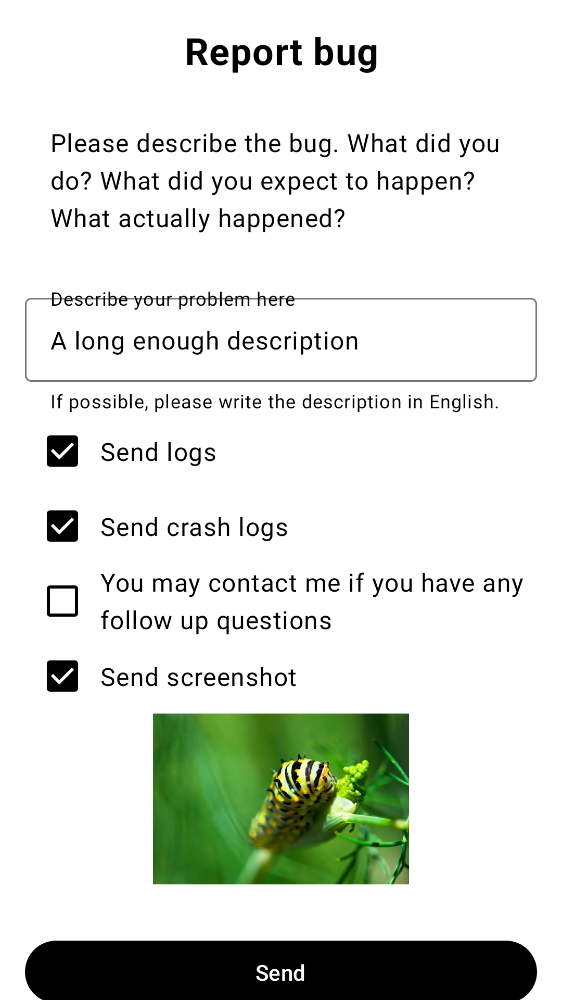 Report bug
Please describe the bug. What did you
do? What did you expect to happen?
What actually happened?
Describe your problem here
A long enough description
If possible, please write the description in English.
Send logs
Send crash logs
You may contact me if you have any
follow up questions
Send screenshot
Send